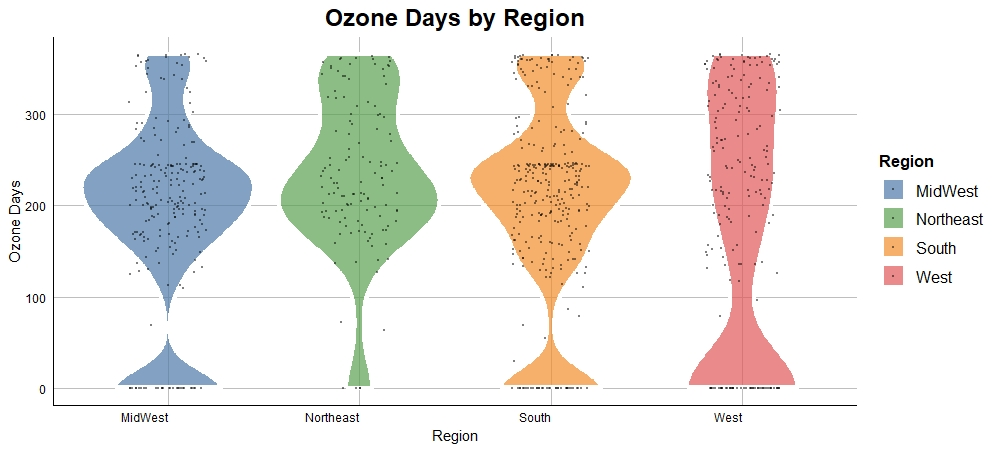 Ozone Days by Region
Ozone Days
300
200
100
0
MidWest
Northeast
South
West
Region
Region
MidWest
Northeast
South
West